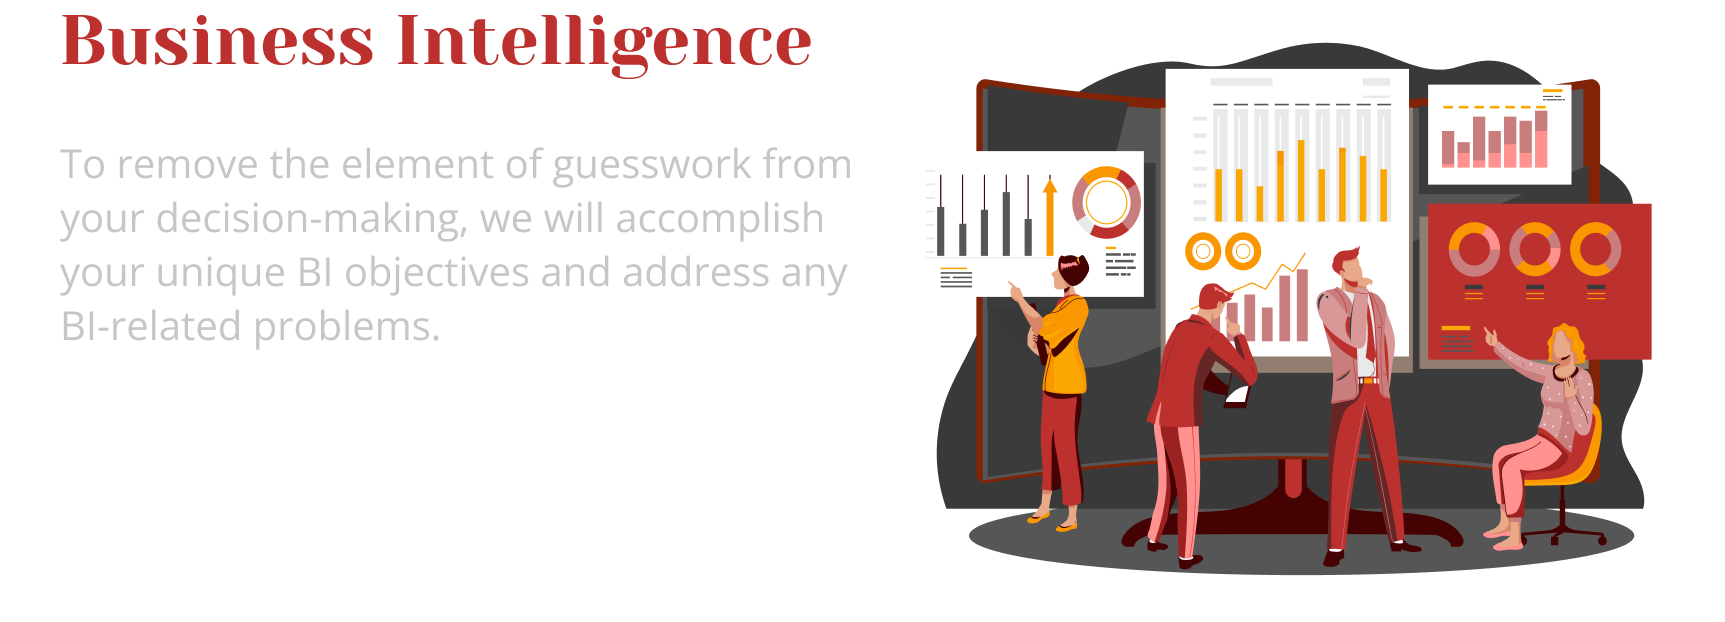 Business Intelligence
To remove the element of guesswork from
your decision-making, we will accomplish
your unique BI objectives and address any
BI-related problems.